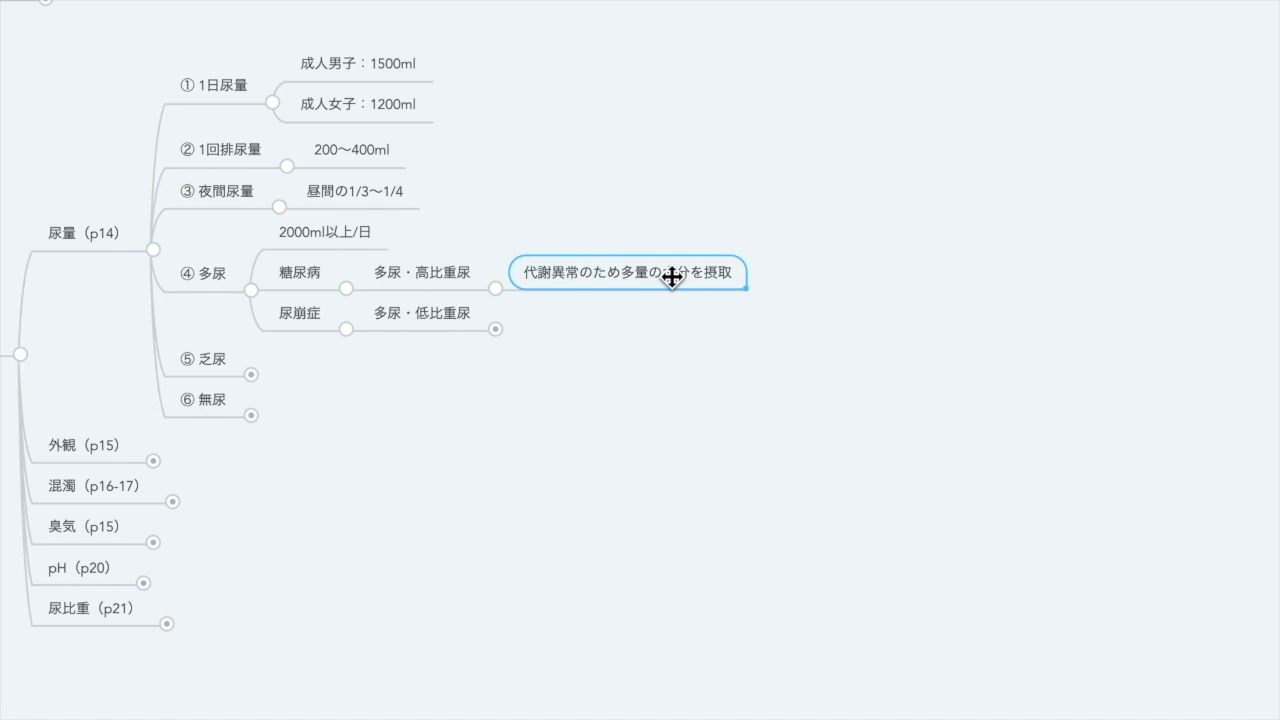 尿量（p14）
① 1日尿量
成人男子：1500ml
成人女子：1200ml
② 1回排尿量
200〜400ml
③ 夜間尿量
昼間の1/3〜1/4
④ 多尿
2000ml以上/日
糖尿病
多尿・高比重尿
代謝異常のため多量の 分を摂取
尿崩症
多尿・低比重尿
⑤ 乏尿
⑥ 無尿
外観（p15）
混濁（p16-17）
臭気（p15）
pH（p20）
尿比重（p21）